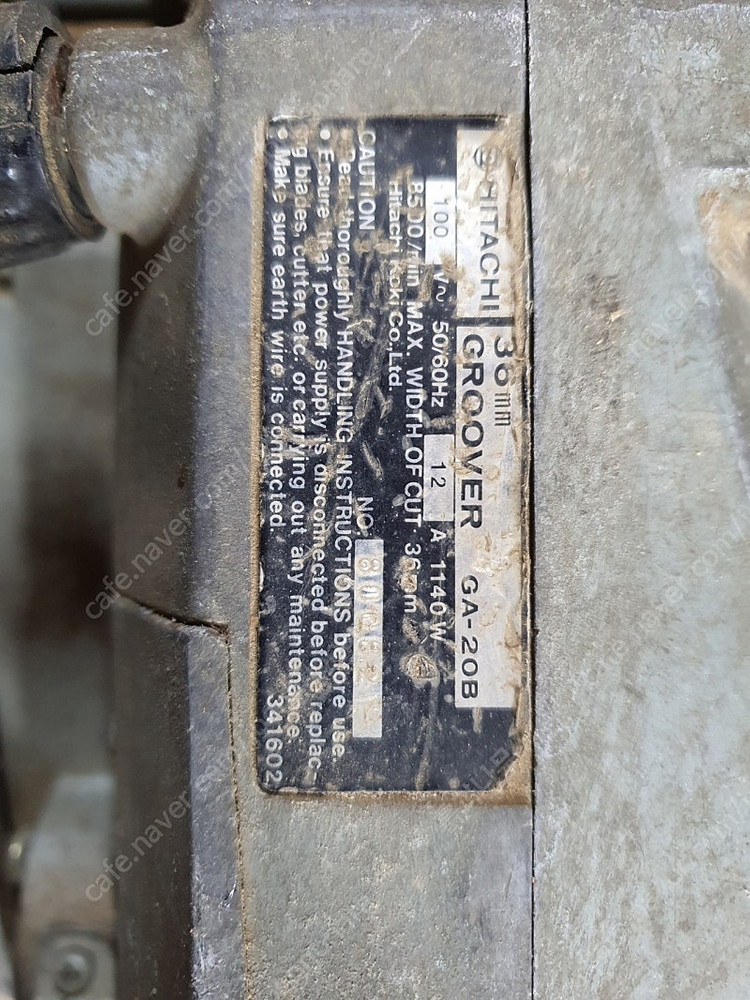 HITACHI 36mm GROOVER GA-20B
100 V~ 50/60Hz 12 A 1140W
8500/min MAX. WIDTH OF CUT 36mm
Hitachi Koki Co., Ltd.
NO.
CAUTION
• Read thoroughly HANDLING INSTRUCTIONS before use.
• Ensure that power supply is disconnected before replac-
ing blades, cutter etc. or carrying out any maintenance.
• Make sure earth wire is connected.
341602
cafe.naver.com